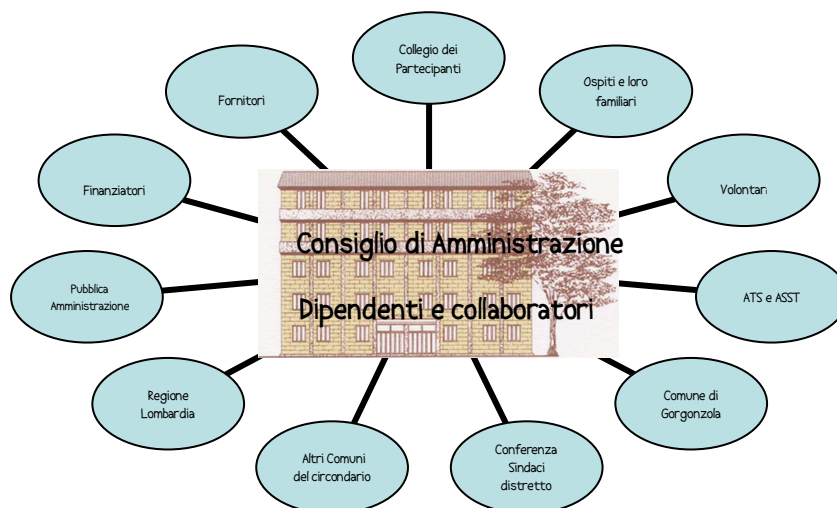 Collegio dei
Partecipanti
Ospiti e loro
familiari
Fornitori
Finanziatori
Volontar
Consiglio di Amministrazione
Dipendenti e collaboratori
Pubblica
Amministrazione
ATS e ASST
Regione
Lombardia
Comune di
Gorgonzola
Altri Comuni
del circondario
Conferenza
Sindaci
distretto